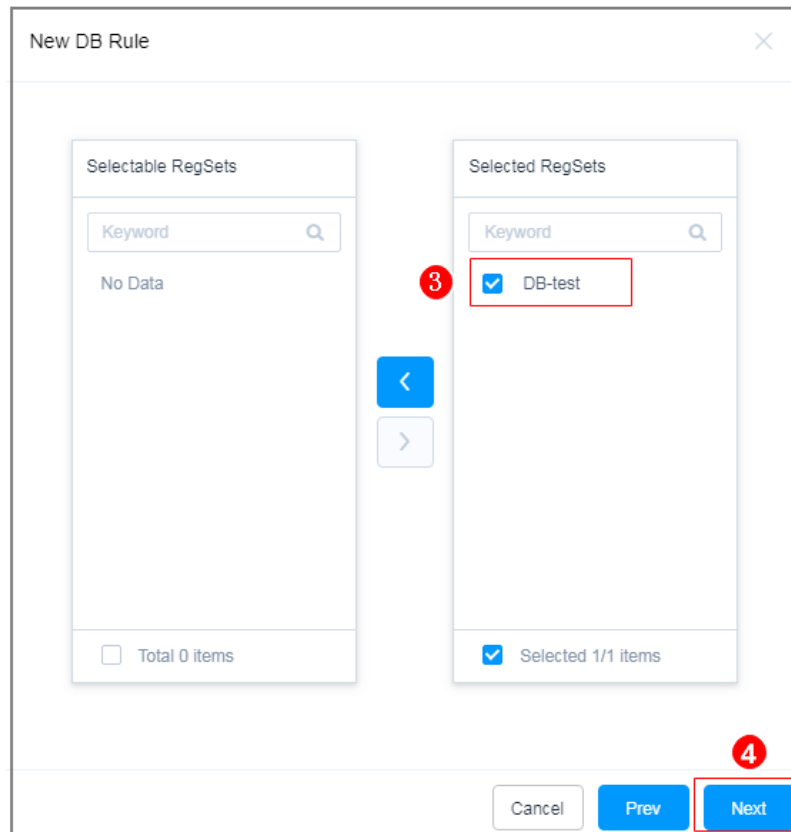 New DB Rule
Selectable RegSets
Keyword
No Data
Total 0 items
Selected RegSets
Keyword
3
DB-test
Selected 1/1 items
4
Cancel
Prev
Next